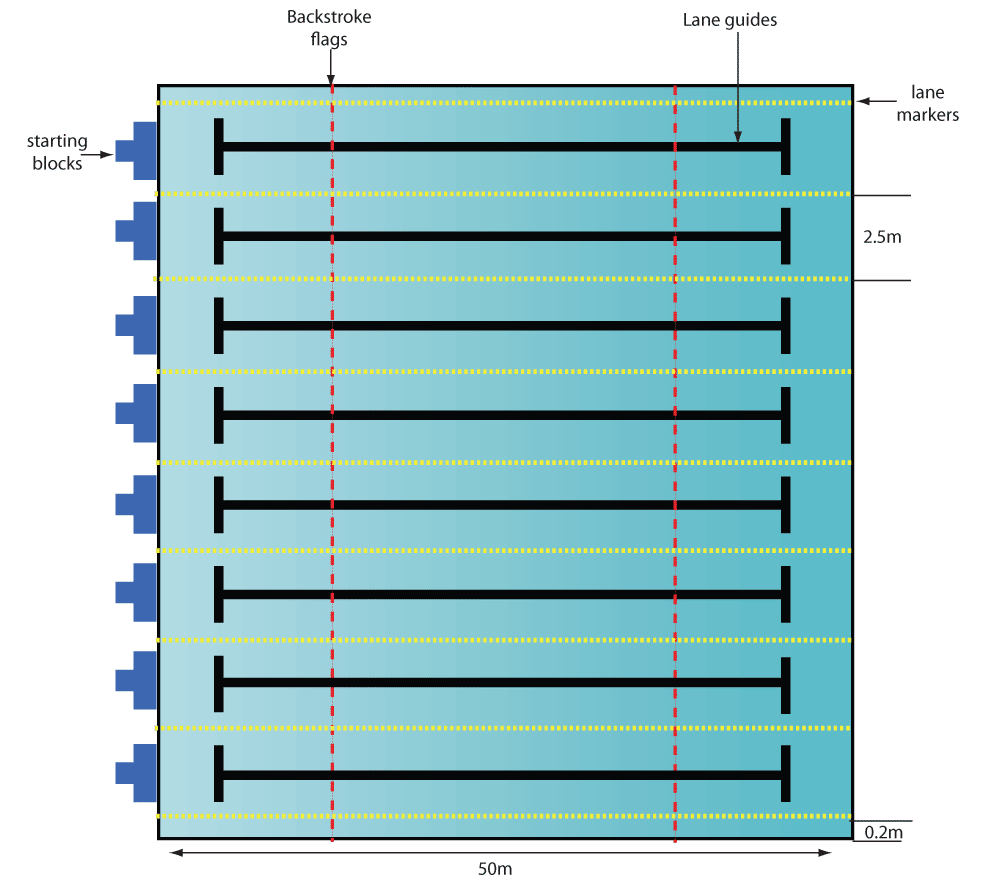 Backstroke
flags
Lane guides
lane
markers
starting
blocks
2.5m
0.2m
50m